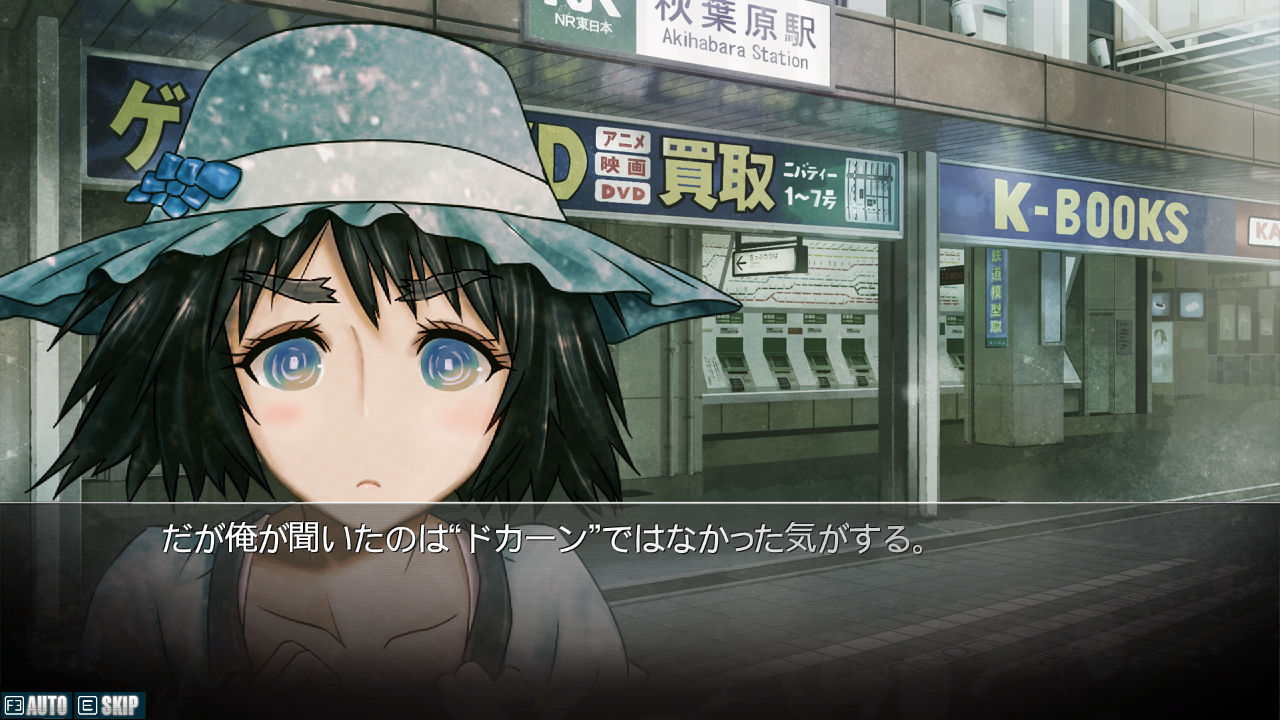 NR東日本
秋葉原駅
Akihabara Station
ゲ
D
アニメ
映画
DVD
買取
ニバティー
1~7号
K-BOOKS
KA
鉄道模型
だが俺が聞いたのは“ドカーン”ではなかった気がする。
F3 AUTO E SKIP